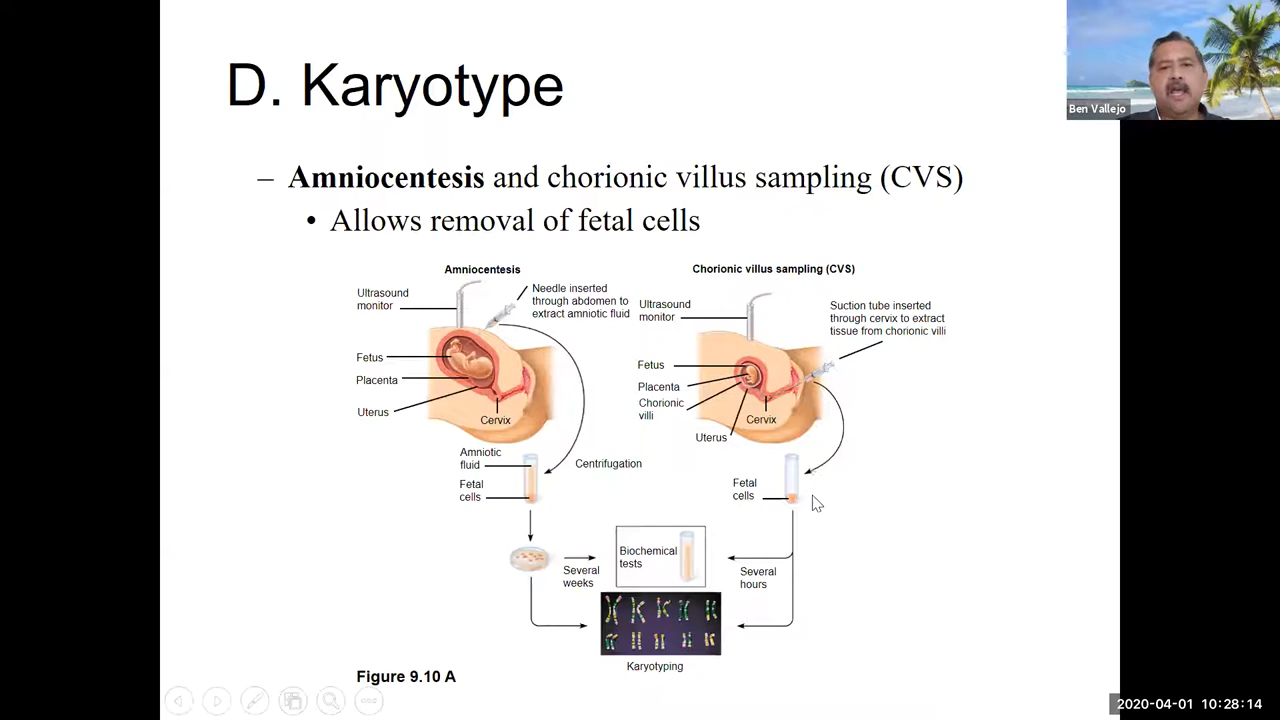 D. Karyotype
Ben Vallejo
– Amniocentesis and chorionic villus sampling (CVS)
• Allows removal of fetal cells
Amniocentesis
Ultrasound
monitor
Needle inserted
through abdomen to
extract amniotic fluid
Fetus
Placenta
Uterus
Cervix
Amniotic
fluid
Fetal
cells
Centrifugation
Several
weeks
Chorionic villus sampling (CVS)
Ultrasound
monitor
Suction tube inserted
through cervix to extract
tissue from chorionic villi
Fetus
Placenta
Chorionic
villi
Uterus
Cervix
Fetal
cells
Several
hours
Biochemical
tests
Karyotyping
Figure 9.10 A
2020-04-01 10:28:14